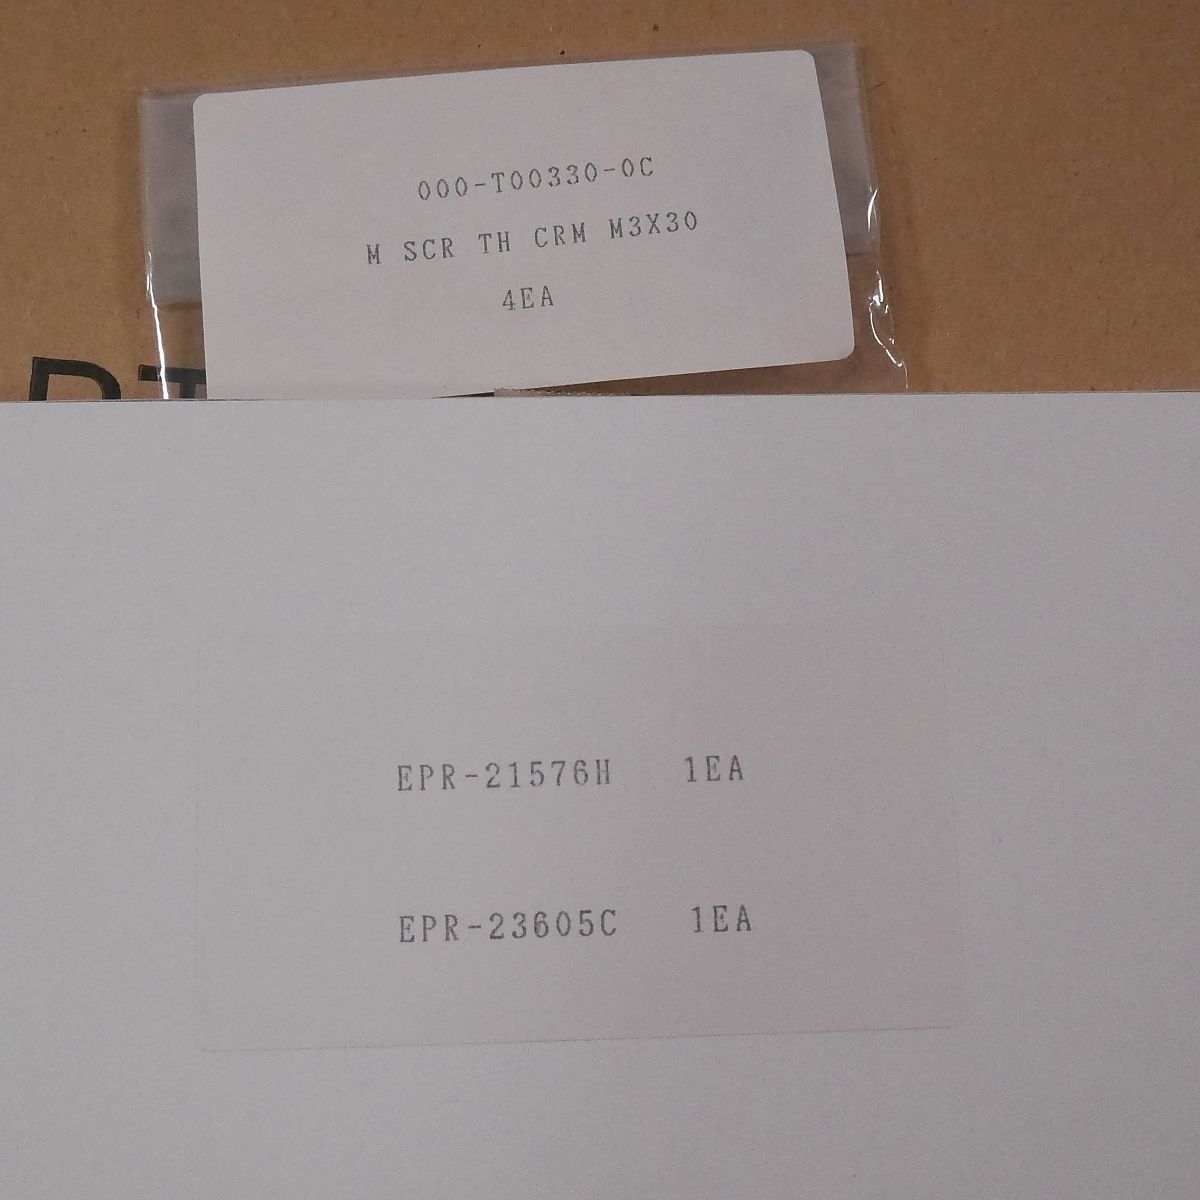 000-T00330-0C
M SCR TH CRM M3X30
4EA
EPR-21576H 1EA
EPR-23605C 1EA